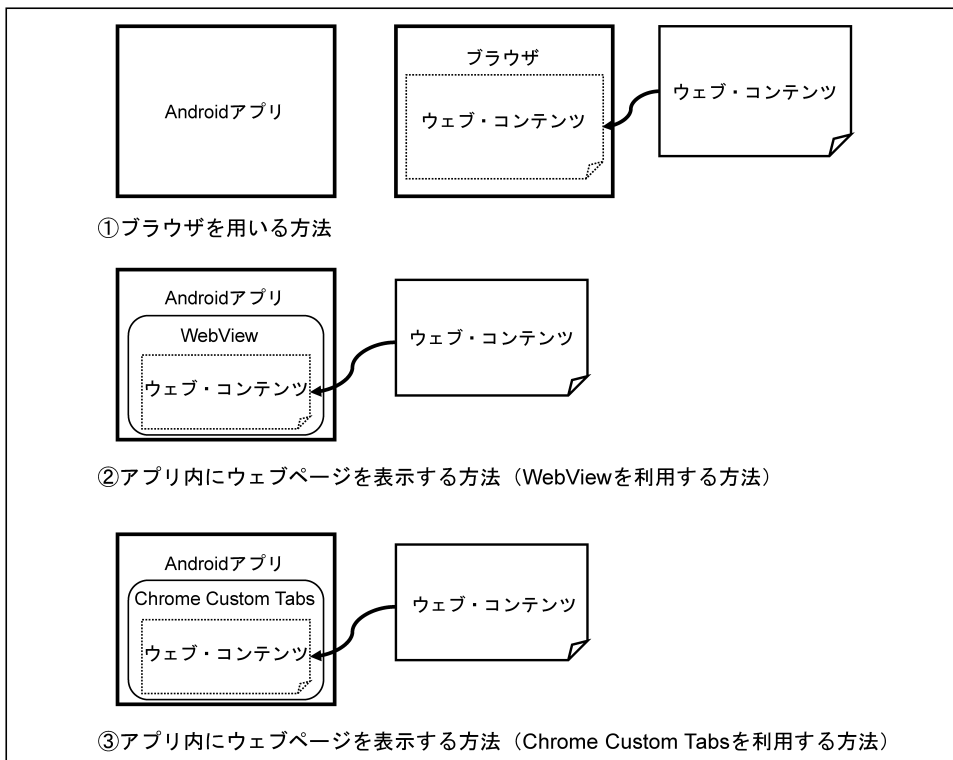 Androidアプリ
ブラウザ
ウェブ・コンテンツ
ウェブ・コンテンツ
①ブラウザを用いる方法
Androidアプリ
WebView
ウェブ・コンテンツ
ウェブ・コンテンツ
②アプリ内にウェブページを表示する方法（WebViewを利用する方法）
Androidアプリ
Chrome Custom Tabs
ウェブ・コンテンツ
ウェブ・コンテンツ
③アプリ内にウェブページを表示する方法（Chrome Custom Tabsを利用する方法）